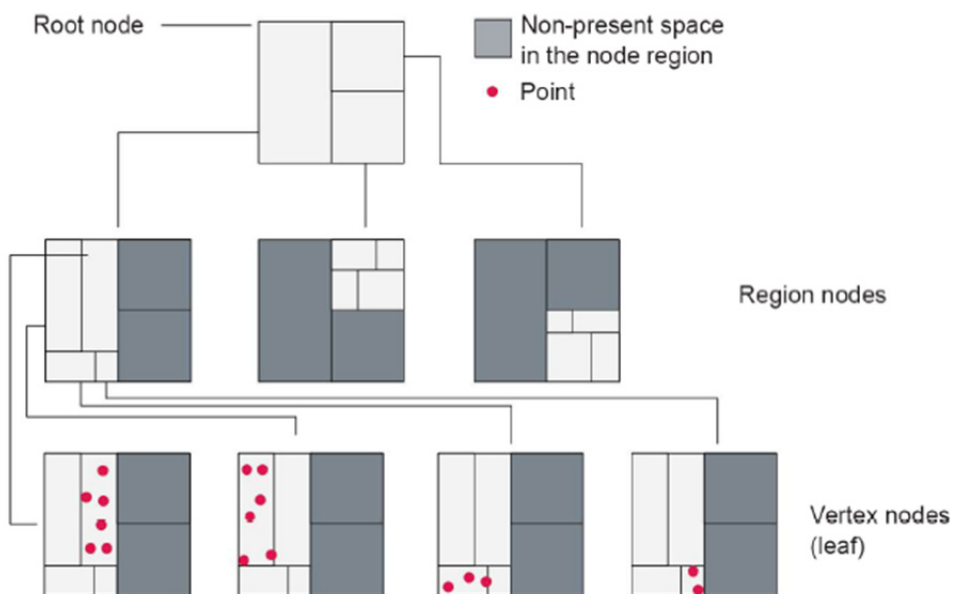 Root node
Non-present space
in the node region
Point
Region nodes
Vertex nodes
(leaf)